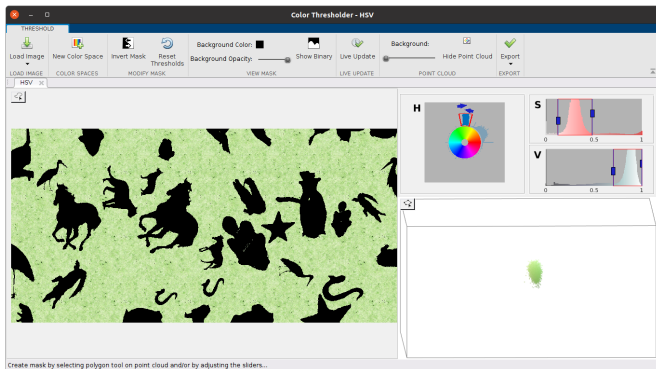 Color Thresholder - HSV
THRESHOLD
Load Image
New Color Space
Invert Mask
Reset
Thresholds
Background Color:
Background Opacity:
Show Binary
Live Update
Background:
Hide Point Cloud
Export
LOAD IMAGE
COLOR SPACES
MODIFY MASK
VIEW MASK
LIVE UPDATE
POINT CLOUD
EXPORT
HSV
H
S
0 0.5 1
V
0 0.5 1
Create mask by selecting polygon tool on point cloud and/or by adjusting the sliders...